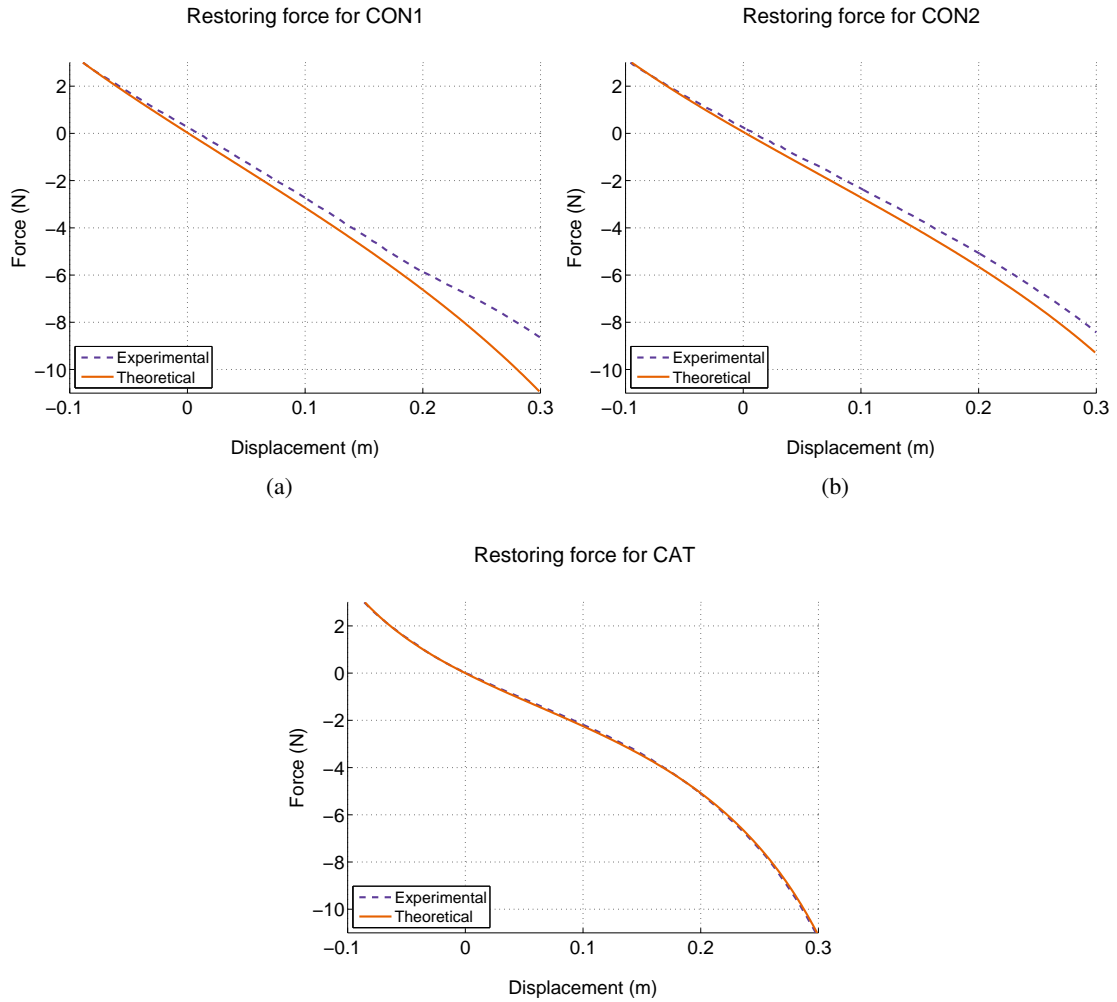 Restoring force for CON1
2
0
−2
−4
−6
−8
−10
Force (N)
Experimental
Theoretical
−0.1
0
0.1
0.2
0.3
Displacement (m)
(a)
Restoring force for CON2
2
0
−2
−4
−6
−8
−10
Force (N)
Experimental
Theoretical
−0.1
0
0.1
0.2
0.3
Displacement (m)
(b)
Restoring force for CAT
2
0
−2
−4
−6
−8
−10
Force (N)
Experimental
Theoretical
−0.1
0
0.1
0.2
0.3
Displacement (m)